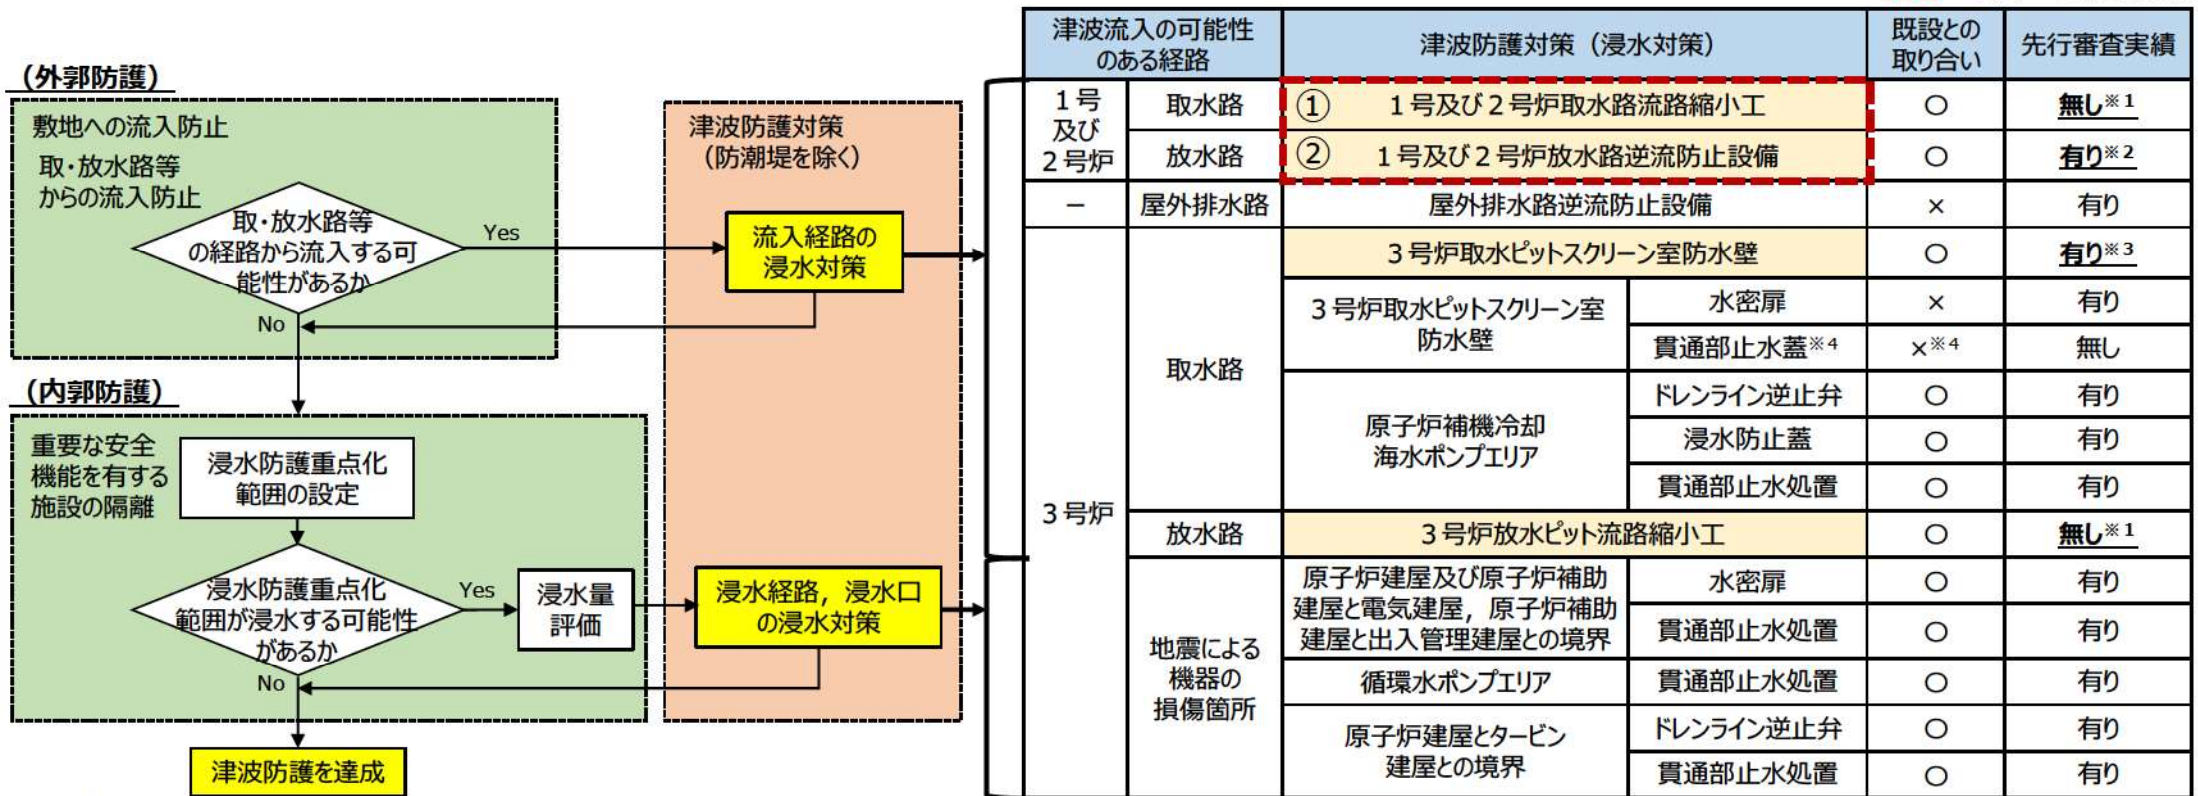 （外郭防護）
敷地への流入防止
取・放水路等
からの流入防止
取・放水路等
の経路から流入する可
能性があるか
Yes
No
津波防護対策
（防潮堤を除く）
流入経路の
浸水対策
（内郭防護）
重要な安全
機能を有する
施設の隔離
浸水防護重点化
範囲の設定
浸水防護重点化
範囲が浸水する可能性
があるか
Yes
No
浸水量
評価
浸水経路，浸水口
の浸水対策
津波防護を達成
津波流入の可能性
のある経路
津波防護対策（浸水対策）
既設との
取り合い
先行審査実績
１号
及び
２号炉
取水路
① １号及び２号炉取水路流路縮小工
○
無し※1
放水路
② １号及び２号炉放水路逆流防止設備
○
有り※2
－
屋外排水路
屋外排水路逆流防止設備
×
有り
３号炉
取水路
３号炉取水ピットスクリーン室防水壁
○
有り※3
３号炉取水ピットスクリーン室
防水壁
水密扉
×
有り
貫通部止水蓋※4
×※4
無し
原子炉補機冷却
海水ポンプエリア
ドレンライン逆止弁
○
有り
浸水防止蓋
○
有り
貫通部止水処置
○
有り
放水路
３号炉放水ピット流路縮小工
○
無し※1
地震による
機器の
損傷箇所
原子炉建屋及び原子炉補助
建屋と電気建屋，原子炉補助
建屋と出入管理建屋との境界
水密扉
○
有り
貫通部止水処置
○
有り
循環水ポンプエリア
貫通部止水処置
○
有り
原子炉建屋とタービン
建屋との境界
ドレンライン逆止弁
○
有り
貫通部止水処置
○
有り